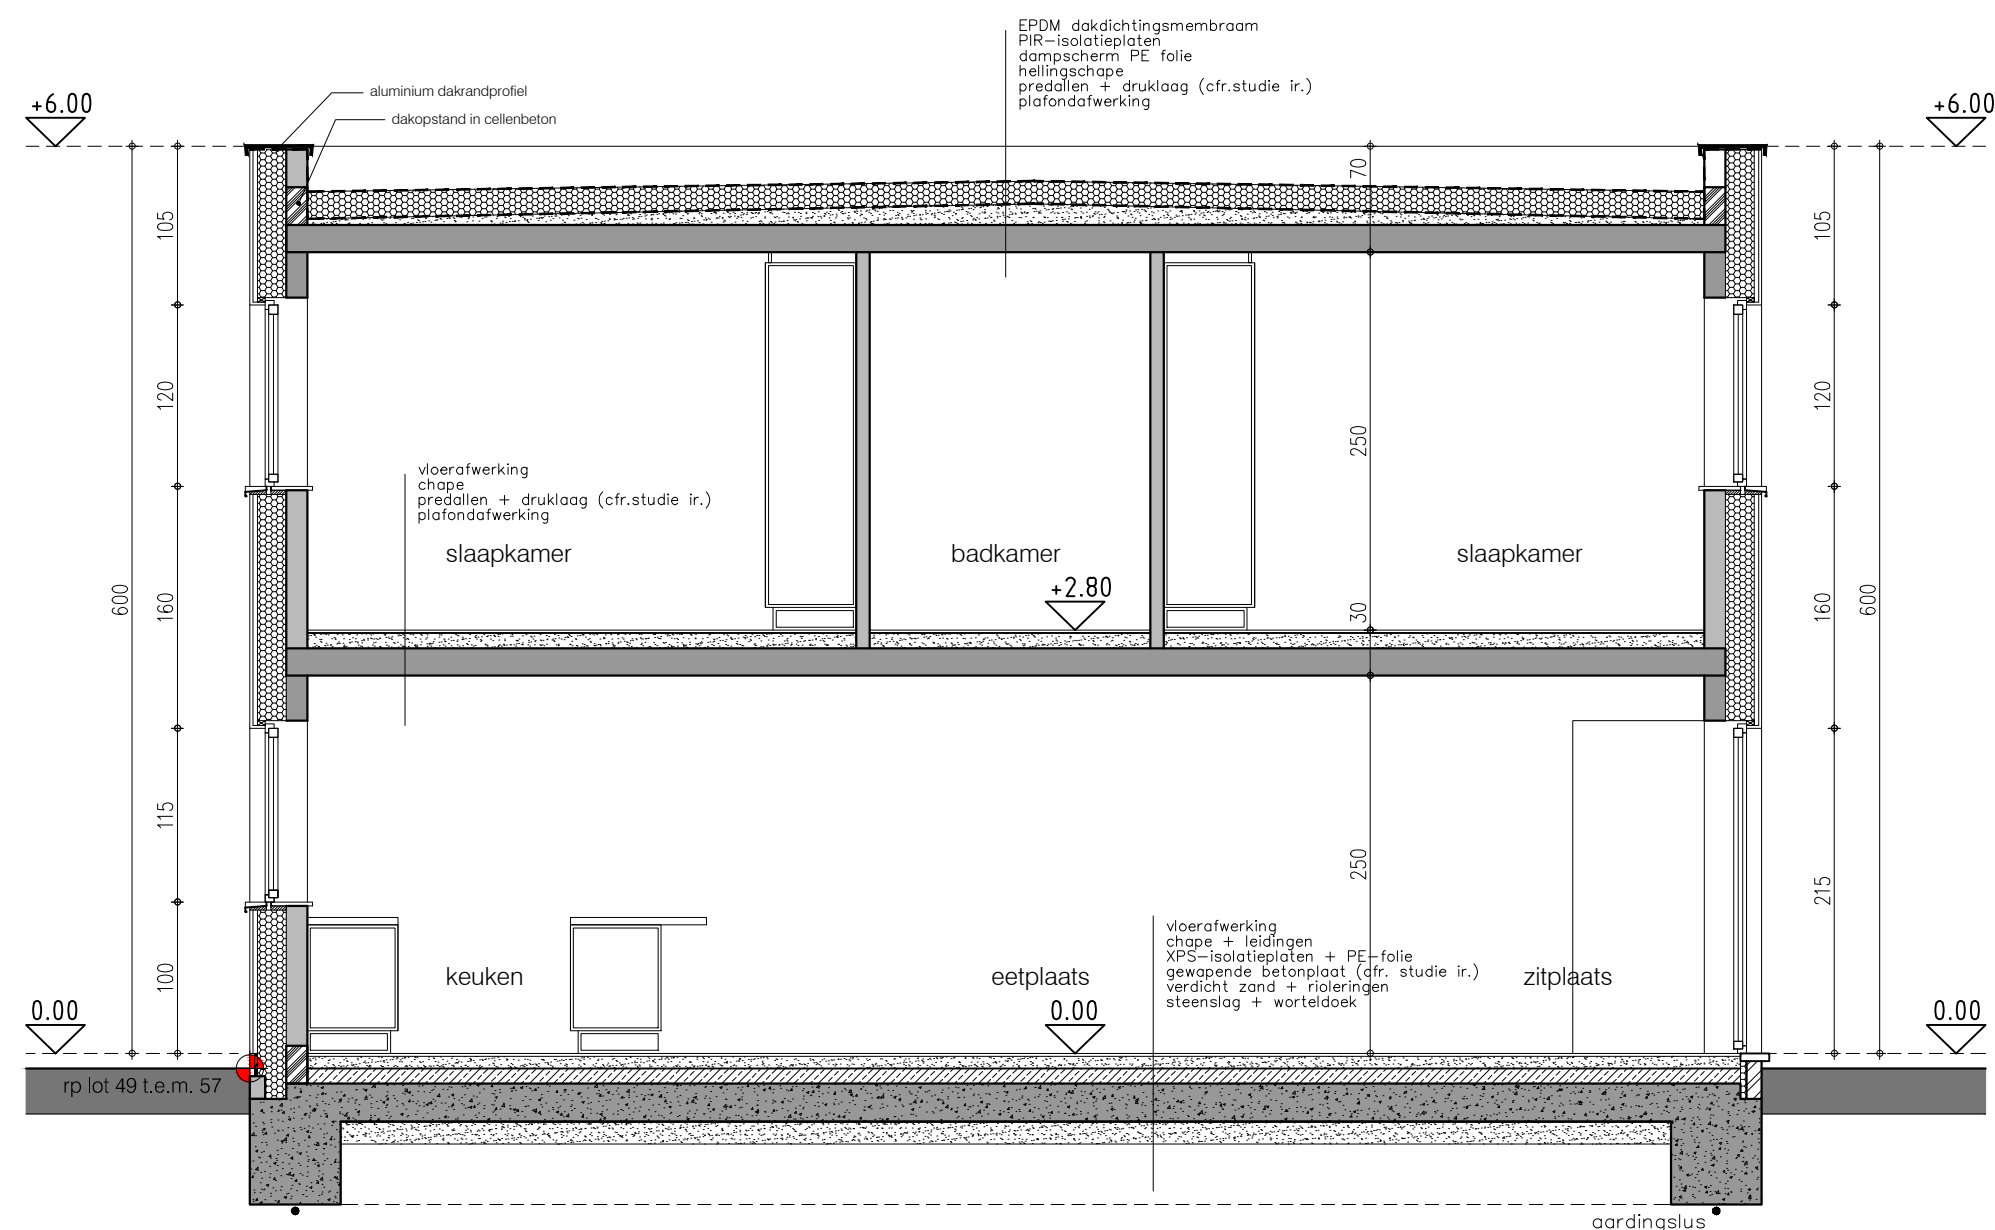 EPDM dakdichtingsmembraam
PIR-isolatieplaten
dampscherm PE folie
hellingschape
predallen + druklaag (cfr.studie ir.)
plafondafwerking
aluminium dakrandprofiel
dakopstand in cellenbeton
+6.00
+6.00
70
105
105
120
120
250
vloerafwerking
chape
predallen + druklaag (cfr.studie ir.)
plafondafwerking
slaapkamer
badkamer
slaapkamer
+2.80
600
160
30
160
600
115
250
215
vloerafwerking
chape + leidingen
XPS-isolatieplaten + PE-folie
gewapende betonplaat (cfr. studie ir.)
verdicht zand + rioleringen
steenslag + worteldoek
100
keuken
eetplaats
zitplaats
0.00
0.00
0.00
rp lot 49 t.e.m. 57
aardingslus